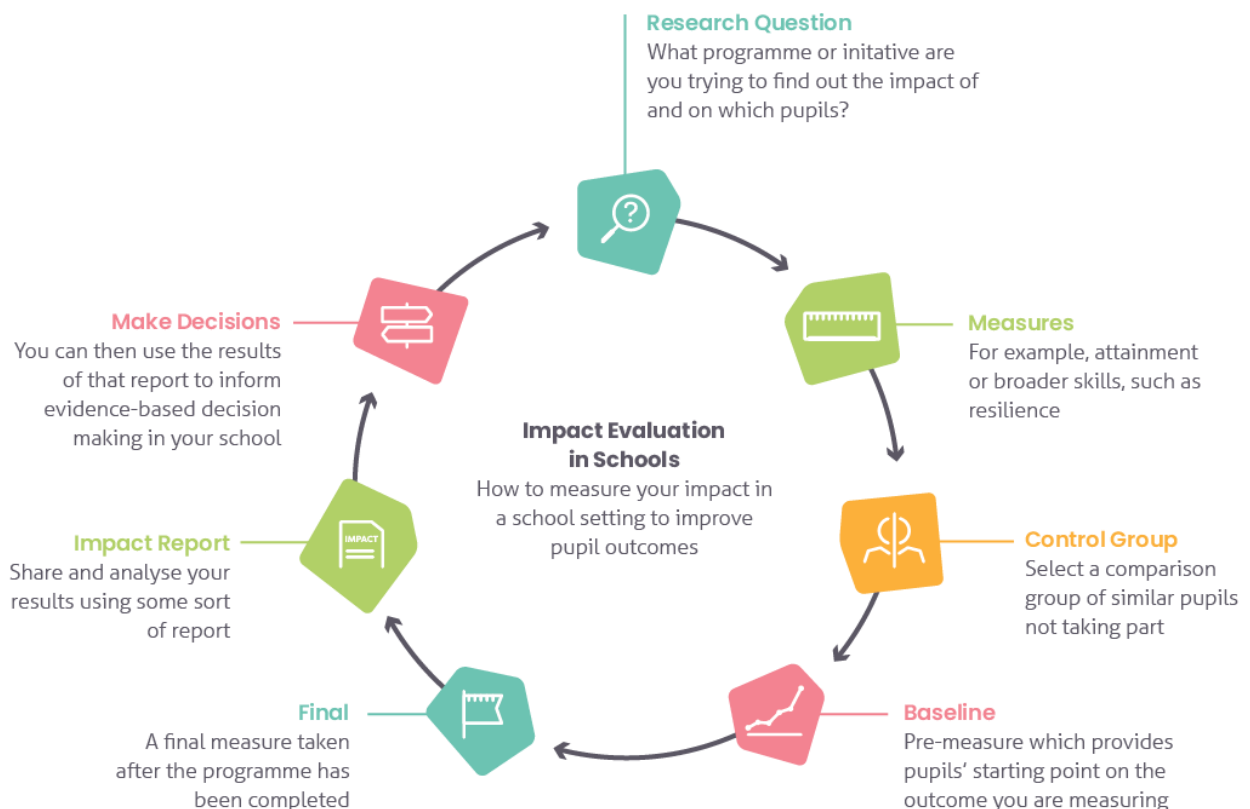 Research Question
What programme or initative are
you trying to find out the impact of
and on which pupils?
?
Measures
For example, attainment
or broader skills, such as
resilience
Control Group
Select a comparison
group of similar pupils
not taking part
Baseline
Pre-measure which provides
pupils' starting point on the
outcome you are measuring
Final
A final measure taken
after the programme has
been completed
Impact Report
Share and analyse your
results using some sort
of report
IMPACT
Make Decisions
You can then use the results
of that report to inform
evidence-based decision
making in your school
Impact Evaluation
in Schools
How to measure your impact in
a school setting to improve
pupil outcomes